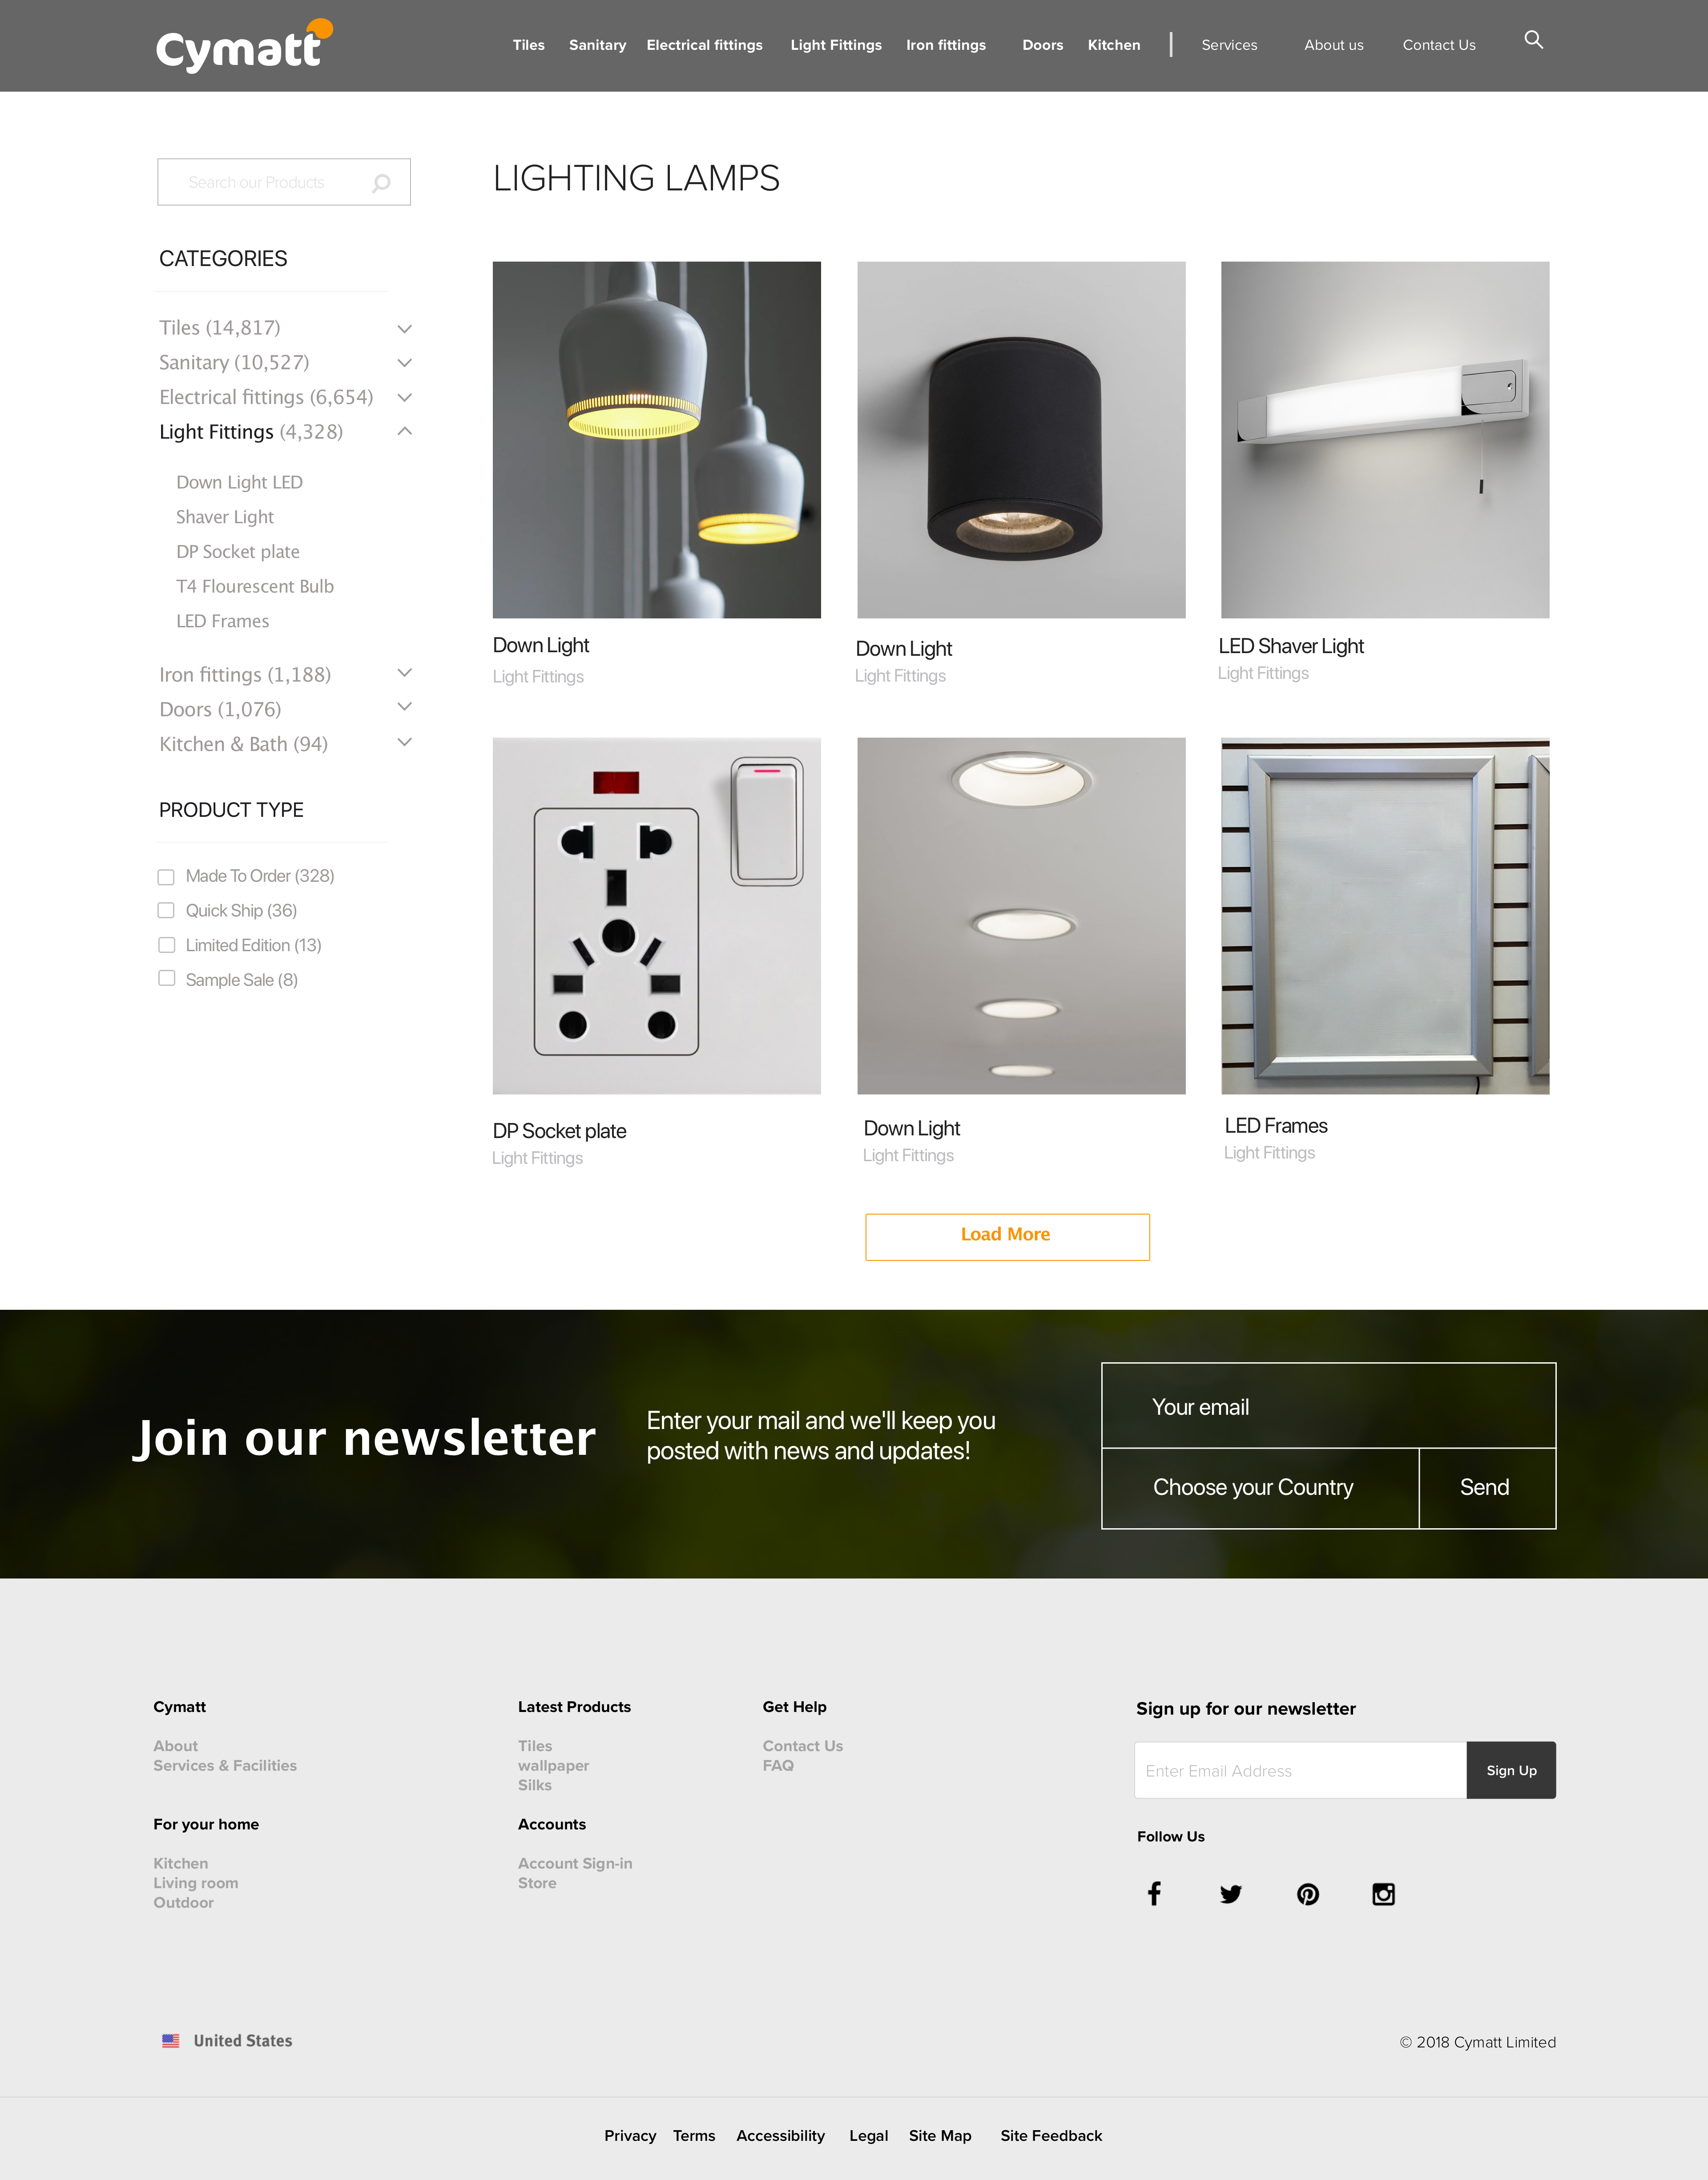 Cymatt
Tiles Sanitary Electrical fittings Light Fittings Iron fittings Doors Kitchen Services About us Contact Us
Search our Products
CATEGORIES
Tiles (14,817)
Sanitary (10,527)
Electrical fittings (6,654)
Light Fittings (4,328)
Down Light LED
Shaver Light
DP Socket plate
T4 Flourescent Bulb
LED Frames
Iron fittings (1,188)
Doors (1,076)
Kitchen & Bath (94)
PRODUCT TYPE
Made To Order (328)
Quick Ship (36)
Limited Edition (13)
Sample Sale (8)
LIGHTING LAMPS
Down Light
Light Fittings
Down Light
Light Fittings
LED Shaver Light
Light Fittings
DP Socket plate
Light Fittings
Down Light
Light Fittings
LED Frames
Light Fittings
Load More
Join our newsletter
Enter your mail and we'll keep you
posted with news and updates!
Your email
Choose your Country
Send
Cymatt
About
Services & Facilities
For your home
Kitchen
Living room
Outdoor
Latest Products
Tiles
wallpaper
Silks
Accounts
Account Sign-in
Store
Get Help
Contact Us
FAQ
Sign up for our newsletter
Enter Email Address
Sign Up
Follow Us
United States
© 2018 Cymatt Limited
Privacy Terms Accessibility Legal Site Map Site Feedback